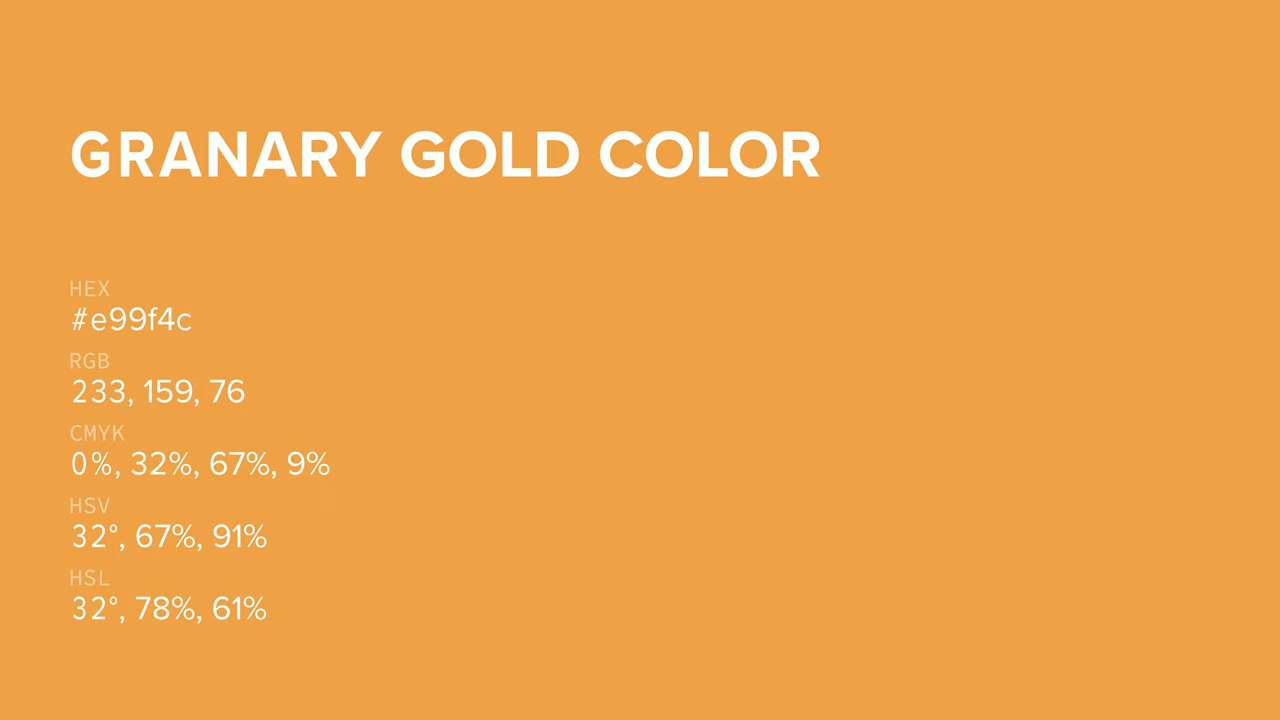 GRANARY GOLD COLOR
HEX
#e99f4c
RGB
233, 159, 76
CMYK
0%, 32%, 67%, 9%
HSV
32°, 67%, 91%
HSL
32°, 78%, 61%